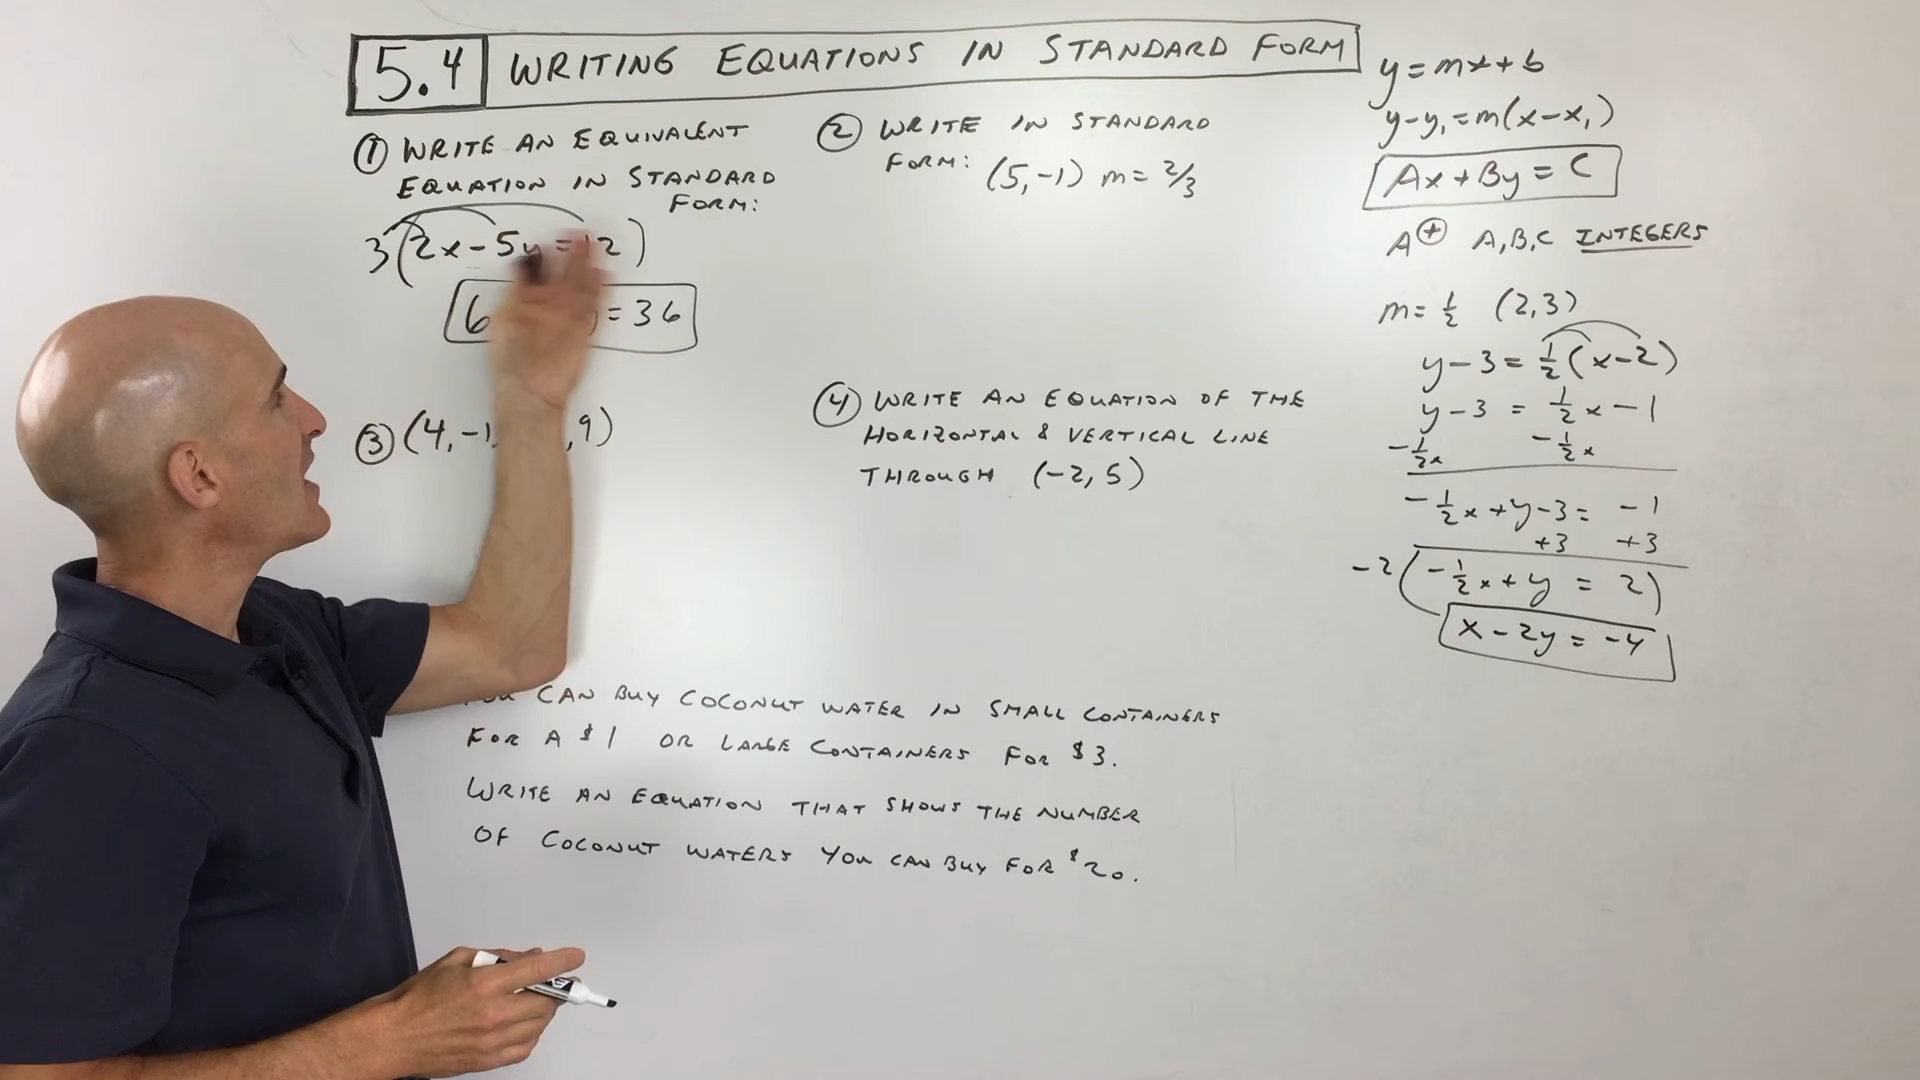 5.4 WRITING EQUATIONS IN STANDARD FORM
① WRITE AN EQUIVALENT
EQUATION IN STANDARD
FORM:
3(2x-5y=12)
6 =36
③ (4,-1 ,9)
② WRITE IN STANDARD
FORM: (5,-1) m=2/3
④ WRITE AN EQUATION OF THE
HORIZONTAL & VERTICAL LINE
THROUGH (-2,5)
YOU CAN BUY COCONUT WATER IN SMALL CONTAINERS
FOR A $1 OR LARGE CONTAINERS FOR $3.
WRITE AN EQUATION THAT SHOWS THE NUMBER
OF COCONUT WATERS YOU CAN BUY FOR $20.
y=mx+b
y-y₁=m(x-x₁)
Ax+By=C
A⊕ A,B,C INTEGERS
m=½ (2,3)
y-3=½(x-2)
y-3=½x-1
-½x -½x
-½x+y-3=-1
+3 +3
-2(-½x+y=2)
x-2y=-4